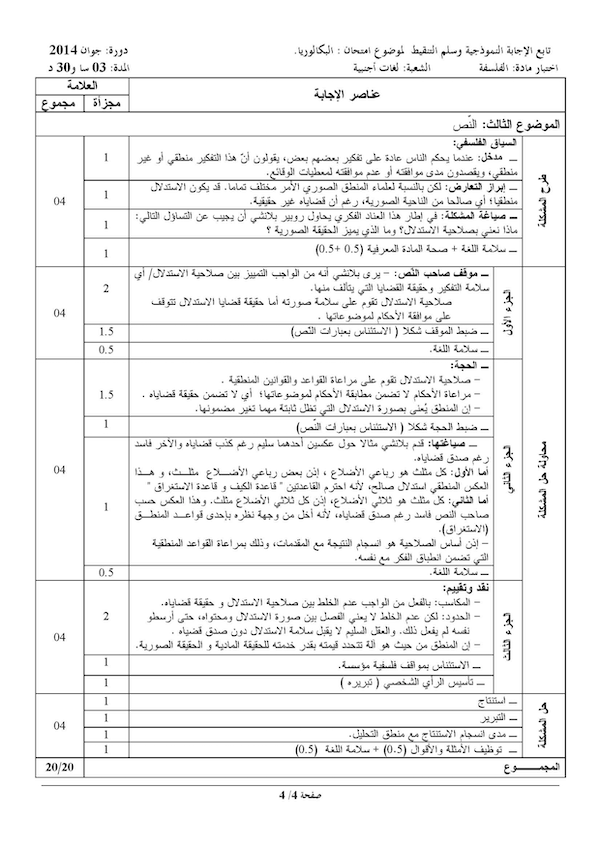 تابع الإجابة النموذجية وسلم التنقيط لموضوع امتحان : البكالوريا. دورة: جوان 2014
اختبار مادة: الفلسفة الشعبة: لغات أجنبية المدة: 03 سا و30 د
عناصر الإجابة العلامة
مجزأة مجموع
الموضوع الثالث: النّص
طرح المشكلة
السياق الفلسفي:
ــ مدخل: عندما يحكم الناس عادة على تفكير بعضهم بعض، يقولون أنّ هذا التفكير منطقي أو غير 1
منطقي، ويقصدون مدى موافقته أو عدم موافقته لمعطيات الوقائع.
ــ إبراز التعارض: لكن بالنسبة لعلماء المنطق الصوري الأمر مختلف تماما. قد يكون الاستدلال 1
منطقيا؛ أي صالحا من الناحية الصورية، رغم أن قضاياه غير حقيقية. 04
ــ صياغة المشكلة: في إطار هذا العناد الفكري يحاول روبير بلانشي أن يجيب عن التساؤل التالي: 1
ماذا نعني بصلاحية الاستدلال؟ وما الذي يميز الحقيقة الصورية ؟
ــ سلامة اللغة + صحة المادة المعرفية (0.5 +0.5) 1
محاولة حل المشكلة
الجزء الأول
ــ موقف صاحب النّص: – يرى بلانشي أنه من الواجب التمييز بين صلاحية الاستدلال/ أي
سلامة التفكير وحقيقة القضايا التي يتألف منها. 2
صلاحية الاستدلال تقوم على سلامة صورته أما حقيقة قضايا الاستدلال تتوقف
على موافقة الأحكام لموضوعاتها . 04
ــ ضبط الموقف شكلا ( الاستئناس بعبارات النّص) 1.5
ــ سلامة اللغة. 0.5
الجزء الثاني
ــ الحجة:
– صلاحية الاستدلال تقوم على مراعاة القواعد والقوانين المنطقية .
– مراعاة الأحكام لا تضمن مطابقة الأحكام لموضوعاتها؛ أي لا تضمن حقيقة قضاياه . 1.5
– إن المنطق يُعنى بصورة الاستدلال التي تظل ثابتة مهما تغير مضمونها.
ــ ضبط الحجة شكلا ( الاستئناس بعبارات النّص) 1
ــ صياغتها: قدم بلانشي مثالا حول عكسين أحدهما سليم رغم كذب قضاياه والآخر فاسد
رغم صدق قضاياه. 04
أما الأول: كل مثلث هو رباعي الأضلاع ، إذن بعض رباعي الأضلاع مثلث، و هذا
العكس المنطقي استدلال صالح، لأنه احترم القاعدتين " قاعدة الكيف و قاعدة الاستغراق "
أما الثاني: كل مثلث هو ثلاثي الأضلاع، إذن كل ثلاثي الأضلاع مثلث. وهذا العكس حسب 1
صاحب النص فاسد رغم صدق قضاياه، لأنه أخل من وجهة نظره بإحدى قواعد المنطق
(الاستغراق).
– إذن أساس الصلاحية هو انسجام النتيجة مع المقدمات، وذلك بمراعاة القواعد المنطقية
التي تضمن انطباق الفكر مع نفسه.
ــ سلامة اللغة. 0.5
الجزء الثالث
نقد وتقييم:
– المكاسب: بالفعل من الواجب عدم الخلط بين صلاحية الاستدلال و حقيقة قضاياه.
– الحدود: لكن عدم الخلط لا يعني الفصل بين صورة الاستدلال ومحتواه، حتى أرسطو 2
نفسه لم يفعل ذلك. والعقل السليم لا يقبل سلامة الاستدلال دون صدق قضياه . 04
– إن المنطق من حيث هو آلة تتحدد قيمته بقدر خدمته للحقيقة المادية و الحقيقة الصورية.
ــ الاستئناس بمواقف فلسفية مؤسسة. 1
ــ تأسيس الرأي الشخصي ( تبريره ) 1
حل المشكلة
ــ استنتاج 1
ــ التبرير 1
ــ مدى انسجام الاستنتاج مع منطق التحليل. 1 04
ــ توظيف الأمثلة والأقوال (0.5) + سلامة اللغة (0.5) 1
المجمــــــوع 20/20
صفحة 4/ 4